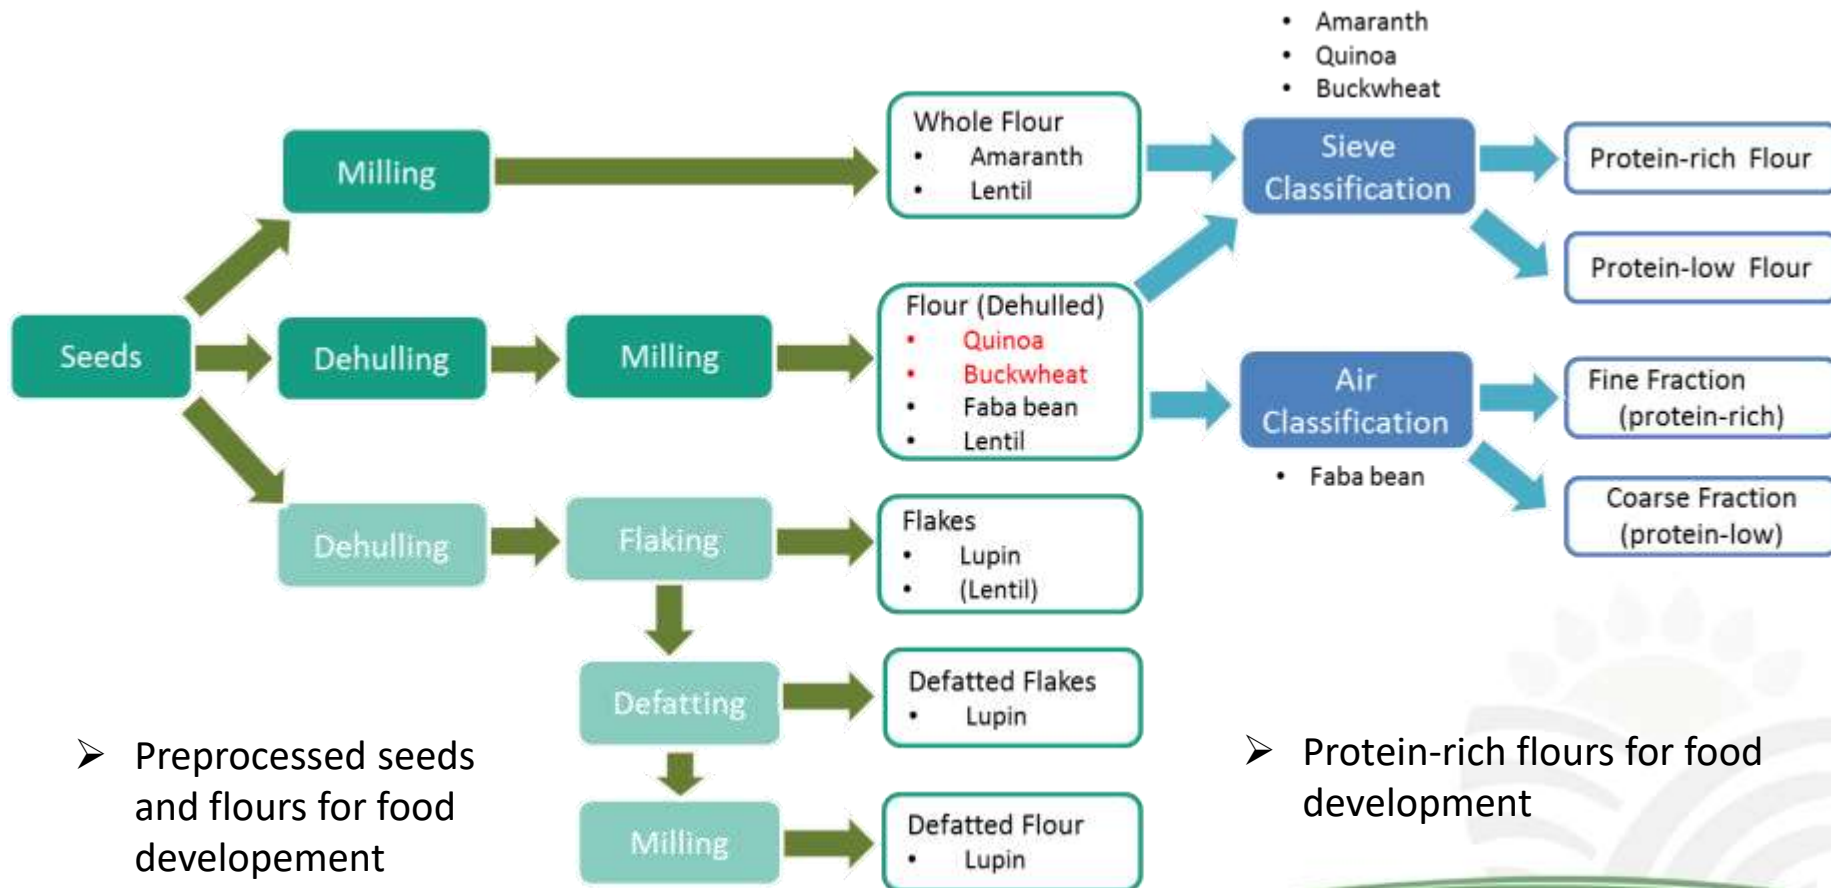 • Amaranth
• Quinoa
• Buckwheat
Whole Flour
• Amaranth
• Lentil
Milling
Sieve
Classification
Protein-rich Flour
Protein-low Flour
Seeds
Dehulling
Milling
Flour (Dehulled)
• Quinoa
• Buckwheat
• Faba bean
• Lentil
Air
Classification
• Faba bean
Fine Fraction
(protein-rich)
Coarse Fraction
(protein-low)
Dehulling
Flaking
Flakes
• Lupin
• (Lentil)
Defatting
Defatted Flakes
• Lupin
Milling
Defatted Flour
• Lupin
➢ Preprocessed seeds
and flours for food
developement
➢ Protein-rich flours for food
development